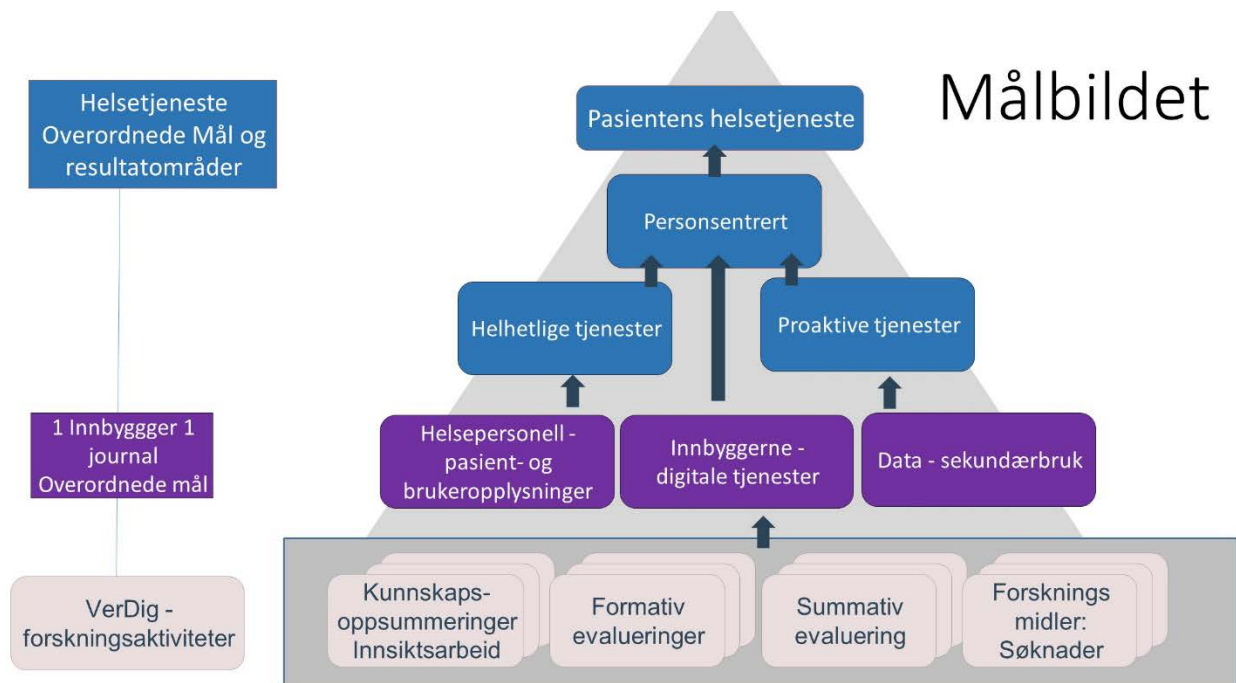 Målbildet
Helsetjeneste
Overordnede Mål og
resultatområder
Pasientens helsetjeneste
Personsentrert
Helhetlige tjenester
Proaktive tjenester
1 Innbyggger 1
journal
Overordnede mål
Helsepersonell -
pasient- og
brukeropplysninger
Innbyggerne -
digitale tjenester
Data - sekundærbruk
VerDig -
forskningsaktiviteter
Kunnskaps-
oppsummeringer
Innsiktsarbeid
Formativ
evalueringer
Summativ
evaluering
Forsknings
midler:
Søknader